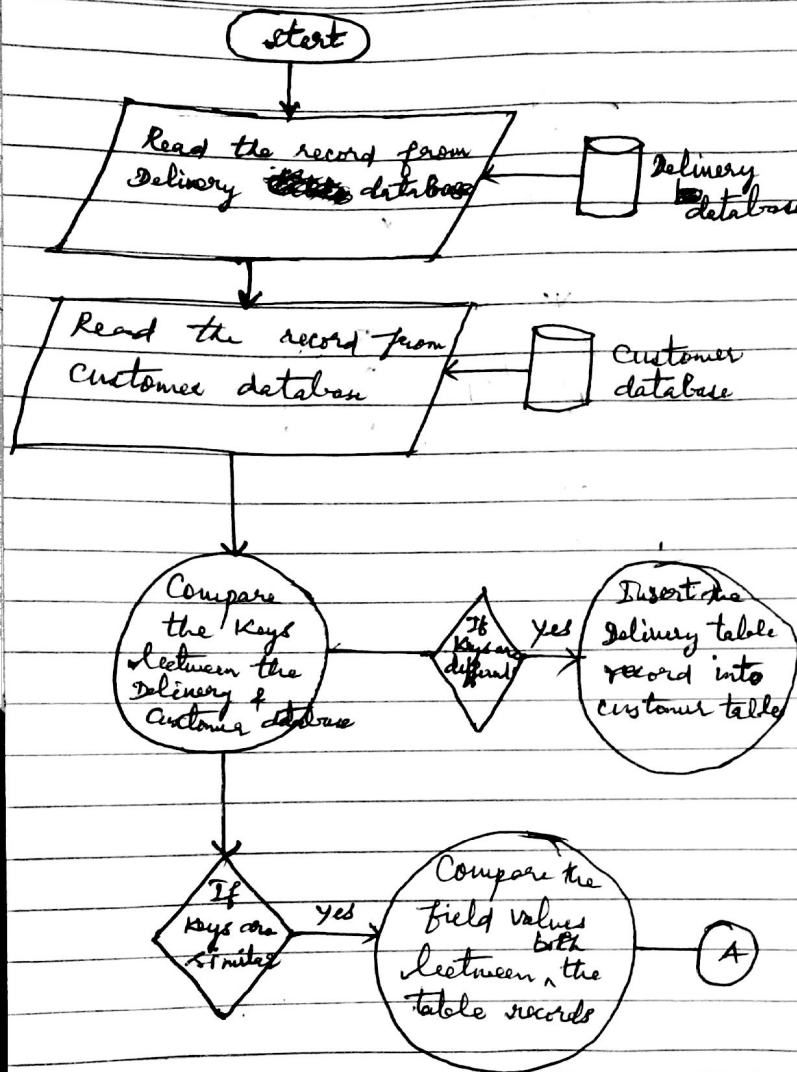 start
Read the record from
Delivery database
Delivery
database
Read the record from
Customer database
Customer
database
Compare
the Keys
between the
Delivery &
Customer database
If
Keys are
different
Yes
Insert the
Delivery table
record into
customer table
If
Keys are
similar
Yes
Compare the
field values
between both the
table records
A